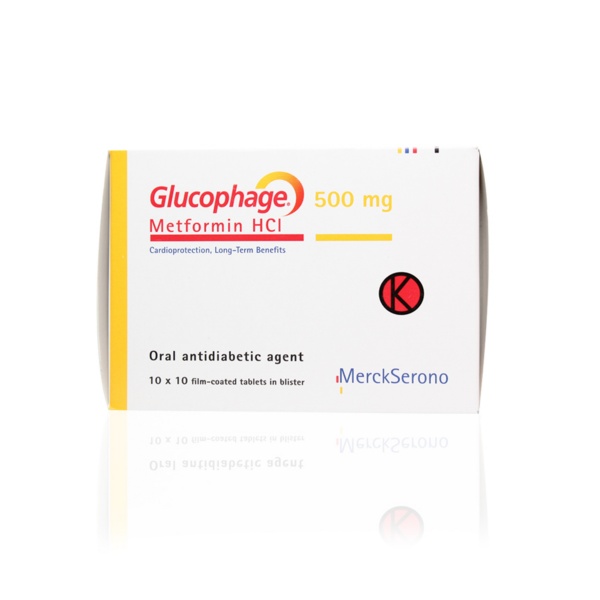 Glucophage® 500 mg
Metformin HCl
Cardioprotection, Long-Term Benefits
K
Oral antidiabetic agent
10 x 10 film-coated tablets in blister
MerckSerono